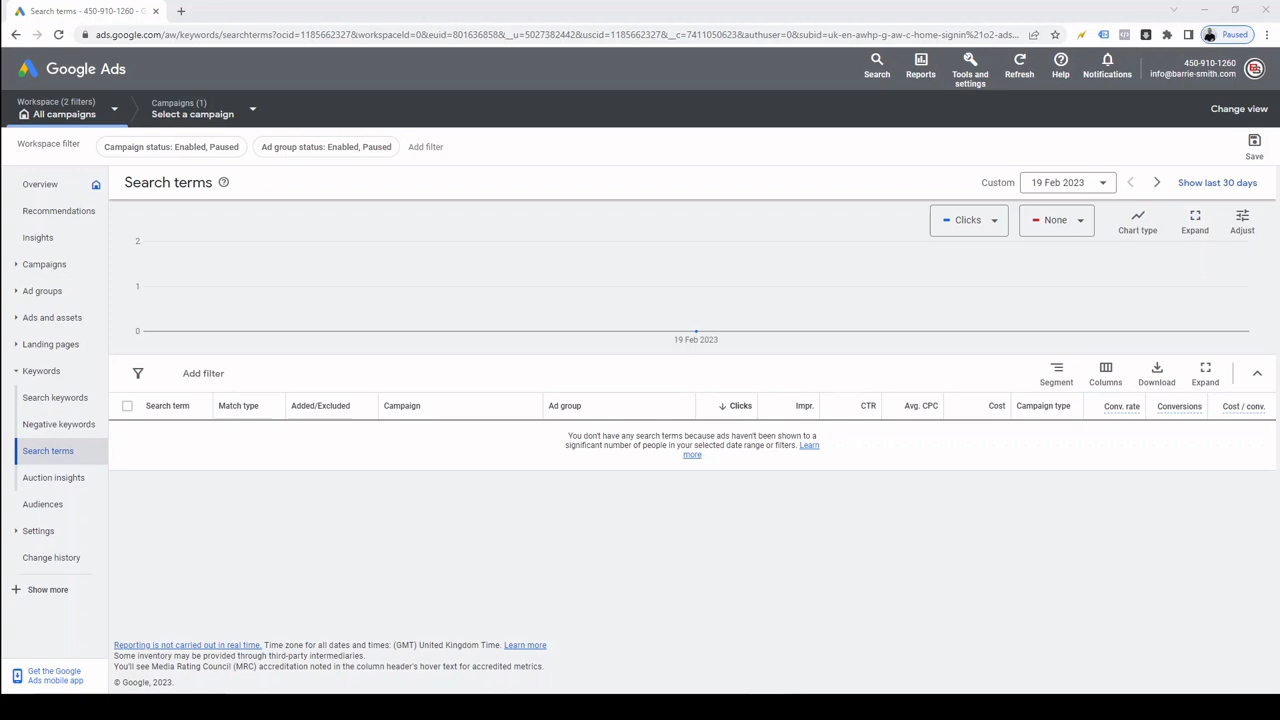 Search terms - 450-910-1260 - G
ads.google.com/aw/keywords/searchterms?ocid=1185662327&workspaceId=0&euid=8016368588&__u=5027382442&uscid=1185662327&__c=7411050623&authuser=0&subid=uk-en-awhp-g-aw-c-home-signin%21o2-ads...
Paused
Google Ads
Search
Reports
Tools and
settings
Refresh
Help
Notifications
450-910-1260
info@barrie-smith.com
Workspace (2 filters)
All campaigns
Campaigns (1)
Select a campaign
Change view
Workspace filter
Campaign status: Enabled, Paused
Ad group status: Enabled, Paused
Add filter
Save
Overview
Recommendations
Insights
Campaigns
Ad groups
Ads and assets
Landing pages
Keywords
Search keywords
Negative keywords
Search terms
Auction insights
Audiences
Settings
Change history
Show more
Get the Google
Ads mobile app
Search terms
Custom
19 Feb 2023
Show last 30 days
Clicks
None
Chart type
Expand
Adjust
2
1
0
19 Feb 2023
Add filter
Segment
Columns
Download
Expand
Search term
Match type
Added/Excluded
Campaign
Ad group
Clicks
Impr.
CTR
Avg. CPC
Cost
Campaign type
Conv. rate
Conversions
Cost / conv.
You don't have any search terms because ads haven't been shown to a
significant number of people in your selected date range or filters. Learn
more
Reporting is not carried out in real time. Time zone for all dates and times: (GMT) United Kingdom Time. Learn more
Some inventory may be provided through third-party intermediaries.
You'll see Media Rating Council (MRC) accreditation noted in the column header's hover text for accredited metrics.
© Google, 2023.